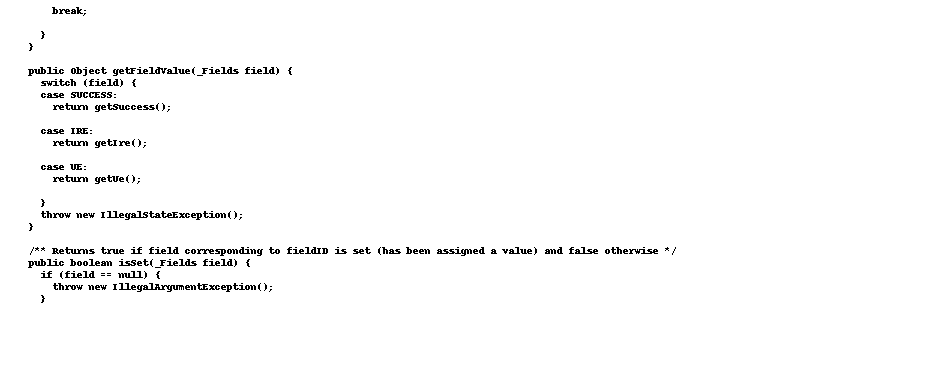 break;
}
}
public Object getFieldValue(_Fields field) {
switch (field) {
case SUCCESS:
return getSuccess();
case IRE:
return getIre();
case UE:
return getUe();
}
throw new IllegalStateException();
}
/** Returns true if field corresponding to fieldID is set (has been assigned a value) and false otherwise */
public boolean isSet(_Fields field) {
if (field == null) {
throw new IllegalArgumentException();
}